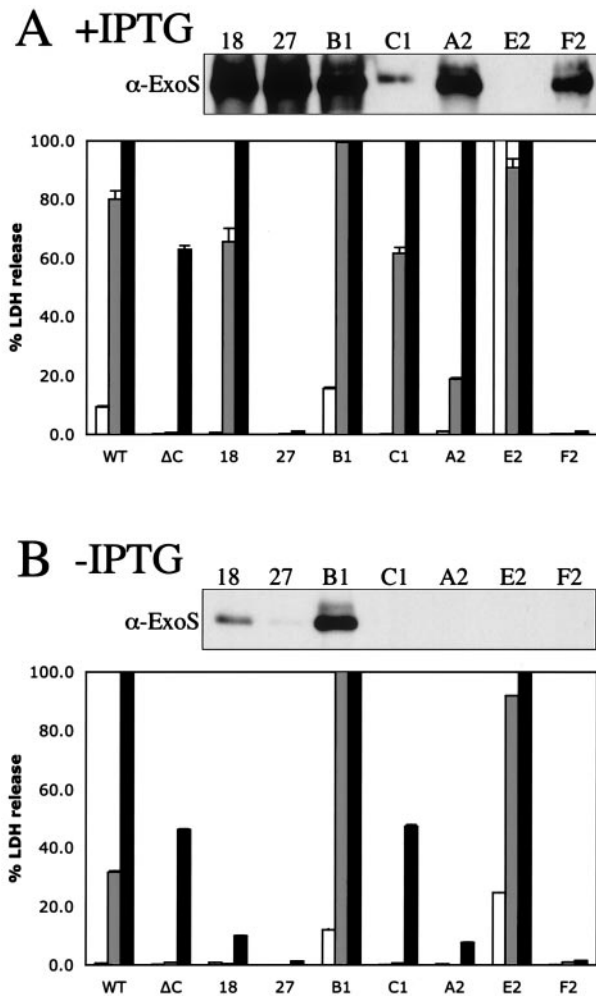 A +IPTG
18 27 B1 C1 A2 E2 F2
α-ExoS
100.0
80.0
60.0
40.0
20.0
0.0
% LDH release
WT ΔC 18 27 B1 C1 A2 E2 F2
B -IPTG
18 27 B1 C1 A2 E2 F2
α-ExoS
100.0
80.0
60.0
40.0
20.0
0.0
% LDH release
WT ΔC 18 27 B1 C1 A2 E2 F2